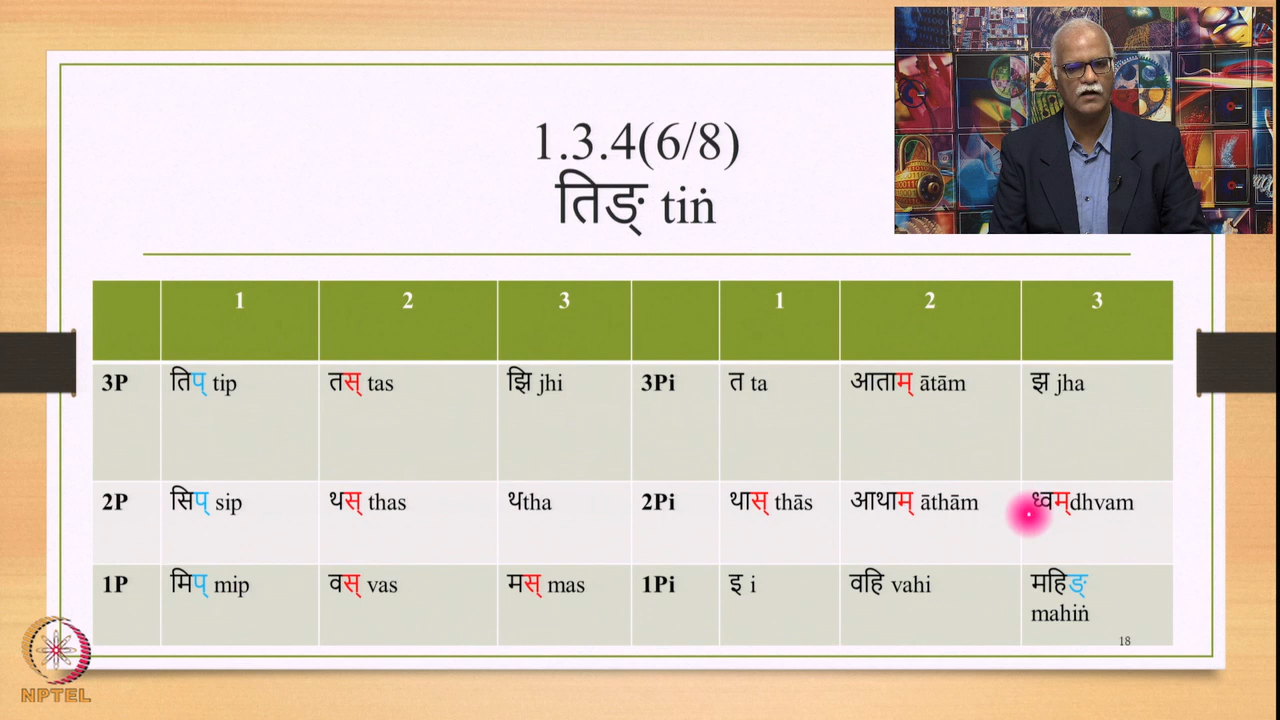 1.3.4(6/8)
तिङ् tiṅ
1 2 3 1 2 3
3P तिप् tip तस् tas झि jhi 3Pi त ta आताम् ātām झ jha
2P सिप् sip थस् thas थtha 2Pi थास् thās आथाम् āthām ध्वम्dhvam
1P मिप् mip वस् vas मस् mas 1Pi इ i वहि vahi महिङ्
mahiṅ
18
NPTEL